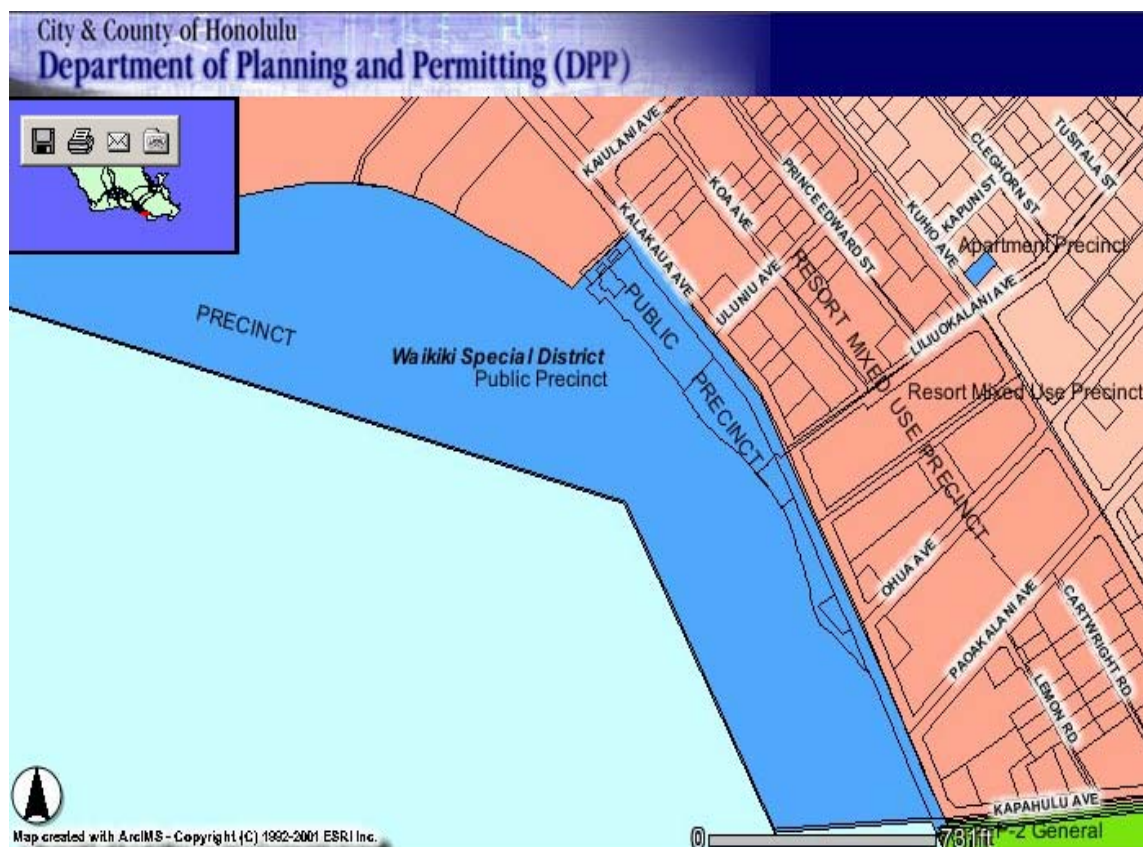 City & County of Honolulu
Department of Planning and Permitting (DPP)
KAIULANI AVE
KOA AVE
PRINCE EDWARD ST
CLEGHORN ST
TUSITALA ST
KAPUNI ST
KUHIO AVE
Apartment Precinct
KALAKAUA AVE
ULUNIU AVE
LILIUOKALANI AVE
PUBLIC PRECINCT
RESORT MIXED USE PRECINCT
PRECINCT
Waikiki Special District
Public Precinct
Resort Mixed Use Precinct
OHUA AVE
PAOAKALANI AVE
CARTWRIGHT RD
LEMON RD
KAPAHULU AVE
P-2 General
0
731ft
Map created with ArcIMS - Copyright (C) 1992-2001 ESRI Inc.